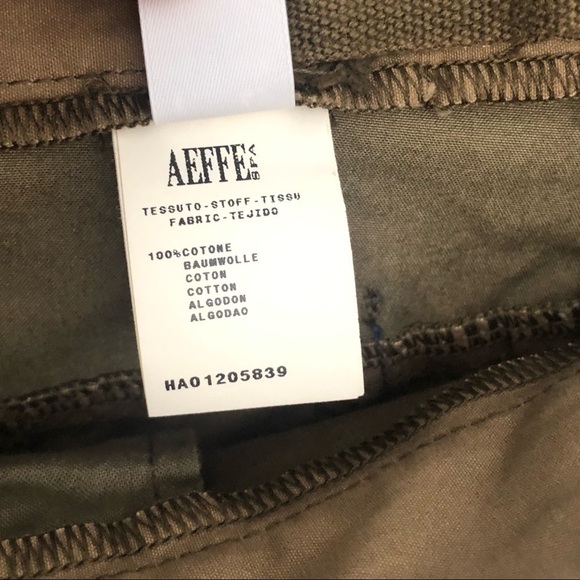 AEFFE SPA
TESSUTO-STOFF-TISSU
FABRIC-TEJIDO
100%COTONE
BAUMWOLLE
COTON
COTTON
ALGODON
ALGODAO
HA01205839